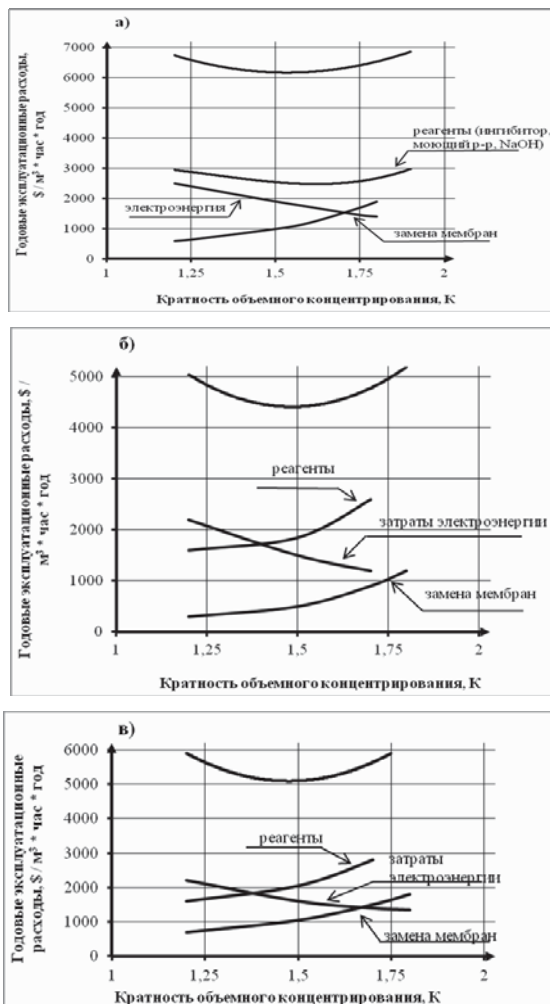 а)
Годовые эксплуатационные расходы,
$ / м³ * час * год
7000
6000
5000
4000
3000
2000
1000
0
реагенты (ингибитор,
моющий р-р, NaOH)
электроэнергия
замена мембран
1
1,25
1,5
1,75
2
Кратность объемного концентрирования, К
б)
Годовые эксплуатационные расходы, $ /
м³ * час * год
5000
4000
3000
2000
1000
0
реагенты
затраты электроэнергии
замена мембран
1
1,25
1,5
1,75
2
Кратность объемного концентрирования, К
в)
Годовые эксплуатационные
расходы, $ / м³ * час * год
6000
5000
4000
3000
2000
1000
0
реагенты
затраты
электроэнергии
замена мембран
1
1,25
1,5
1,75
2
Кратность объемного концентрирования, К